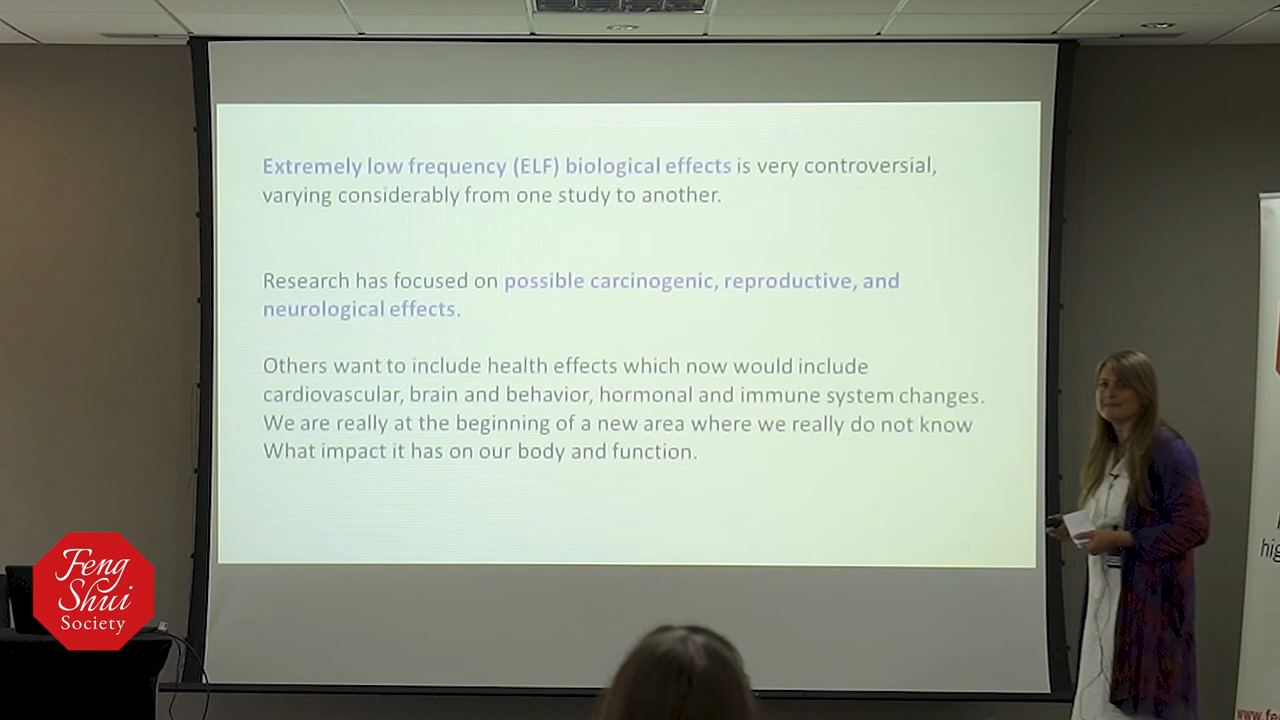 Extremely low frequency (ELF) biological effects is very controversial,
varying considerably from one study to another.
Research has focused on possible carcinogenic, reproductive, and
neurological effects.
Others want to include health effects which now would include
cardiovascular, brain and behavior, hormonal and immune system changes.
We are really at the beginning of a new area where we really do not know
What impact it has on our body and function.
Feng
Shui
Society